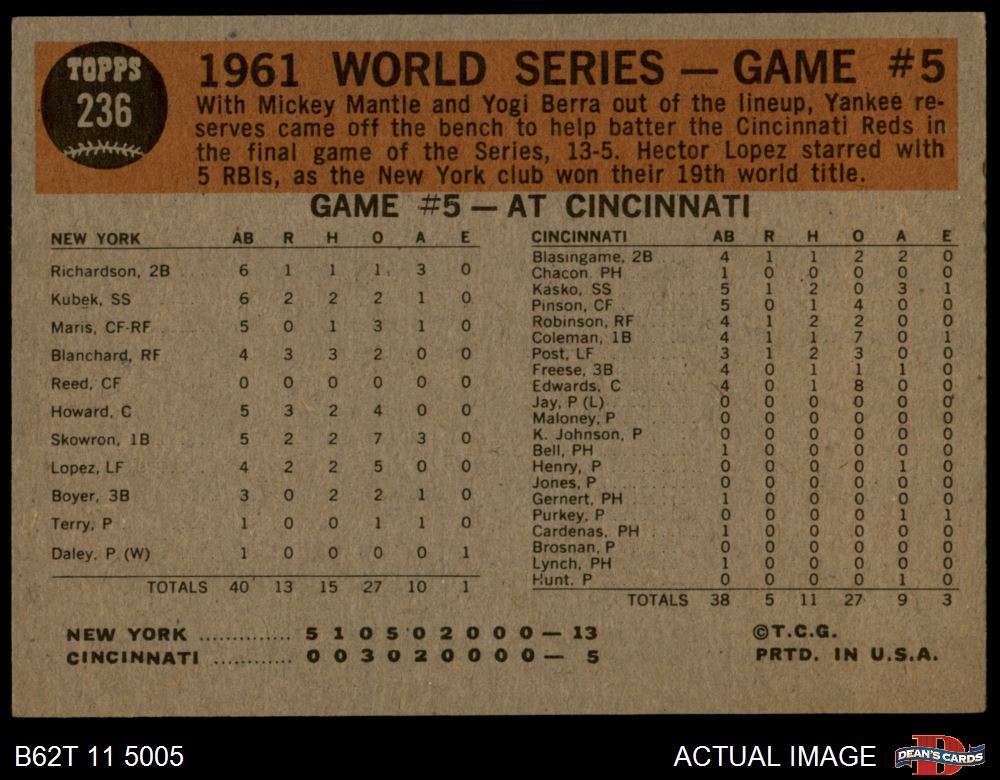 TOPPS
236
1961 WORLD SERIES — GAME #5
With Mickey Mantle and Yogi Berra out of the lineup, Yankee re-
serves came off the bench to help batter the Cincinnati Reds in
the final game of the Series, 13-5. Hector Lopez starred with
5 RBIs, as the New York club won their 19th world title.
GAME #5 — AT CINCINNATI
NEW YORK AB R H O A E
Richardson, 2B 6 1 1 1 3 0
Kubek, SS 6 2 2 2 1 0
Maris, CF-RF 5 0 1 3 1 0
Blanchard, RF 4 3 3 2 0 0
Reed, CF 0 0 0 0 0 0
Howard, C 5 3 2 4 0 0
Skowron, 1B 5 2 2 7 3 0
Lopez, LF 4 2 2 5 0 0
Boyer, 3B 3 0 2 2 1 0
Terry, P 1 0 0 1 1 0
Daley, P (W) 1 0 0 0 0 1
TOTALS 40 13 15 27 10 1
CINCINNATI AB R H O A E
Blasingame, 2B 4 1 1 2 2 0
Chacon PH 1 0 0 0 0 0
Kasko, SS 5 1 2 0 3 1
Pinson, CF 5 0 1 4 0 0
Robinson, RF 4 1 2 2 0 0
Coleman, 1B 4 1 1 7 0 1
Post, LF 3 1 2 3 0 0
Freese, 3B 4 0 1 1 1 0
Edwards, C 4 0 1 8 0 0
Jay, P (L) 0 0 0 0 0 0
Maloney, P 0 0 0 0 0 0
K. Johnson, P 0 0 0 0 0 0
Bell, PH 1 0 0 0 0 0
Henry, P 0 0 0 0 1 0
Jones, P 0 0 0 0 0 0
Gernert, PH 1 0 0 0 0 0
Purkey, P 0 0 0 0 1 1
Cardenas, PH 1 0 0 0 0 0
Brosnan, P 0 0 0 0 0 0
Lynch, PH 1 0 0 0 0 0
Hunt, P 0 0 0 0 1 0
TOTALS 38 5 11 27 9 3
NEW YORK .............. 5 1 0 5 0 2 0 0 0 — 13
CINCINNATI ............ 0 0 3 0 2 0 0 0 0 — 5
©T.C.G.
PRTD. IN U.S.A.
B62T 11 5005
ACTUAL IMAGE
D
DEAN'S CARDS